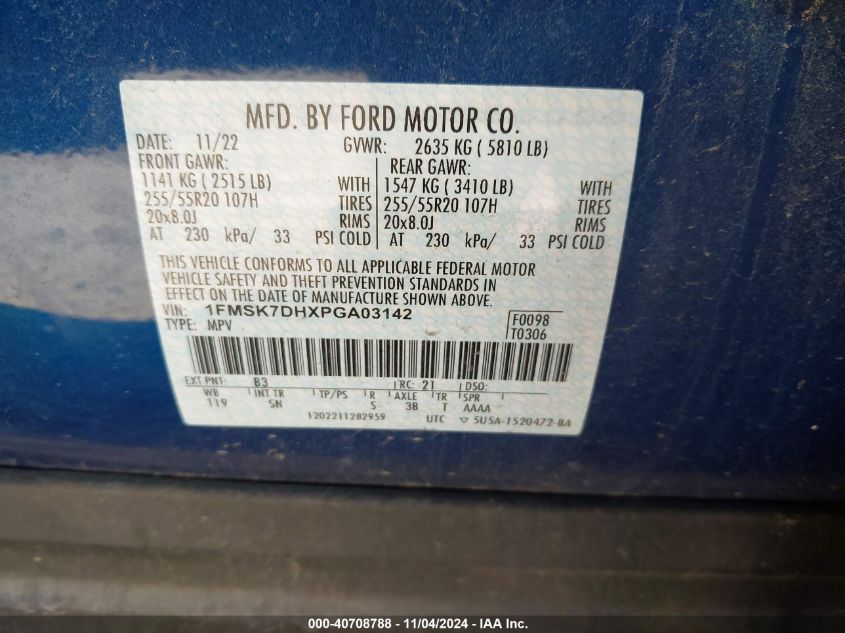 MFD. BY FORD MOTOR CO.
DATE: 11/22 GVWR: 2635 KG ( 5810 LB)
FRONT GAWR: REAR GAWR:
1141 KG ( 2515 LB) WITH 1547 KG ( 3410 LB) WITH
255/55R20 107H TIRES 255/55R20 107H TIRES
20x8.0J RIMS 20x8.0J RIMS
AT 230 kPa/ 33 PSI COLD AT 230 kPa/ 33 PSI COLD
THIS VEHICLE CONFORMS TO ALL APPLICABLE FEDERAL MOTOR
VEHICLE SAFETY AND THEFT PREVENTION STANDARDS IN
EFFECT ON THE DATE OF MANUFACTURE SHOWN ABOVE.
VIN: 1FMSK7DHXPGA03142 F0098
TYPE: MPV T0306
EXT PNT: B3 RC: 21 DSO:
WB INT TR TP/PS R AXLE TR SPR
119 SN S 3B T AAAA
1202211282959 UTC ▽ 5U5A-1520472-BA
000-40708788 - 11/04/2024 - IAA Inc.